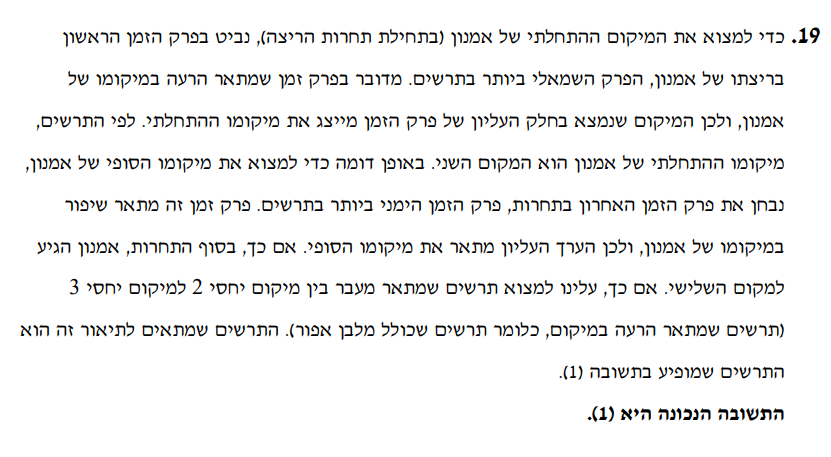 19. כדי למצוא את המיקום ההתחלתי של אמנון (בתחילת תחרות הריצה), נביט בפרק הזמן הראשון
בריצתו של אמנון, הפרק השמאלי ביותר בתרשים. מדובר בפרק זמן שמתאר הרעה במיקומו של
אמנון, ולכן המיקום שנמצא בחלק העליון של פרק הזמן מייצג את מיקומו ההתחלתי. לפי התרשים,
מיקומו ההתחלתי של אמנון הוא המקום השני. באופן דומה כדי למצוא את מיקומו הסופי של אמנון,
נבחן את פרק הזמן האחרון בתחרות, פרק הזמן הימני ביותר בתרשים. פרק זמן זה מתאר שיפור
במיקומו של אמנון, ולכן הערך העליון מתאר את מיקומו הסופי. אם כך, בסוף התחרות, אמנון הגיע
למקום השלישי. אם כך, עלינו למצוא תרשים שמתאר מעבר בין מיקום יחסי 2 למיקום יחסי 3
(תרשים שמתאר הרעה במיקום, כלומר תרשים שכולל מלבן אפור). התרשים שמתאים לתיאור זה הוא
התרשים שמופיע בתשובה (1).
התשובה הנכונה היא (1).